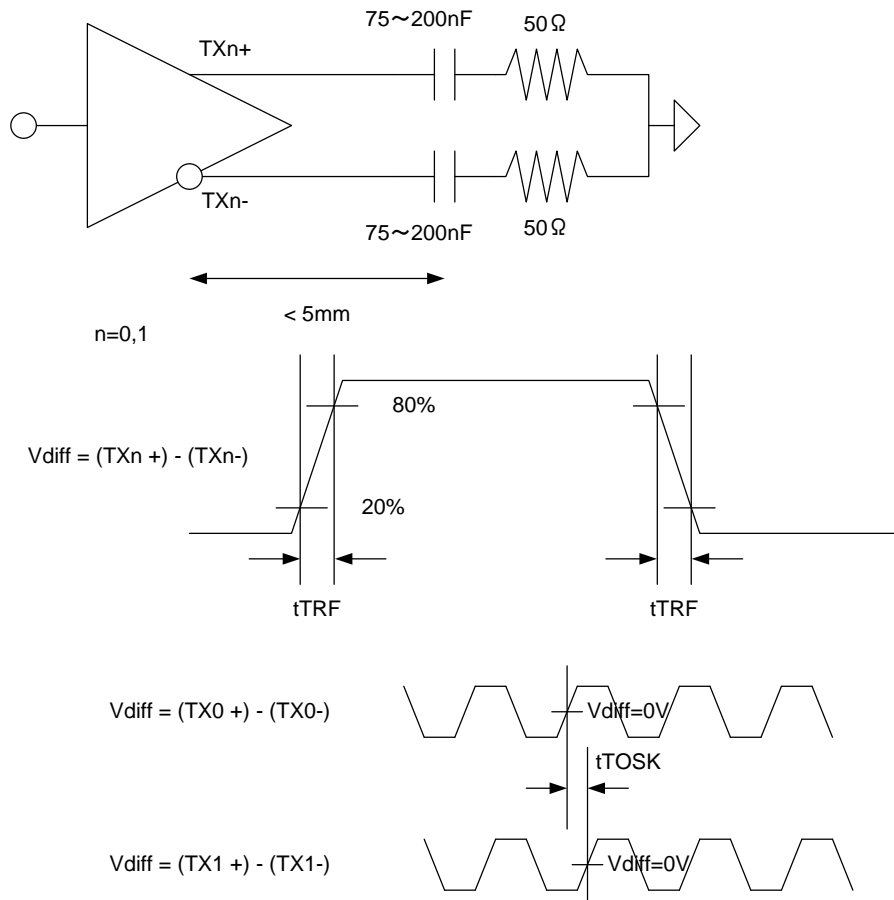 75～200nF
50Ω
TXn+
TXn-
75～200nF
50Ω
< 5mm
n=0,1
80%
Vdiff = (TXn +) - (TXn-)
20%
tTRF
tTRF
Vdiff = (TX0 +) - (TX0-)
Vdiff=0V
tTOSK
Vdiff = (TX1 +) - (TX1-)
Vdiff=0V